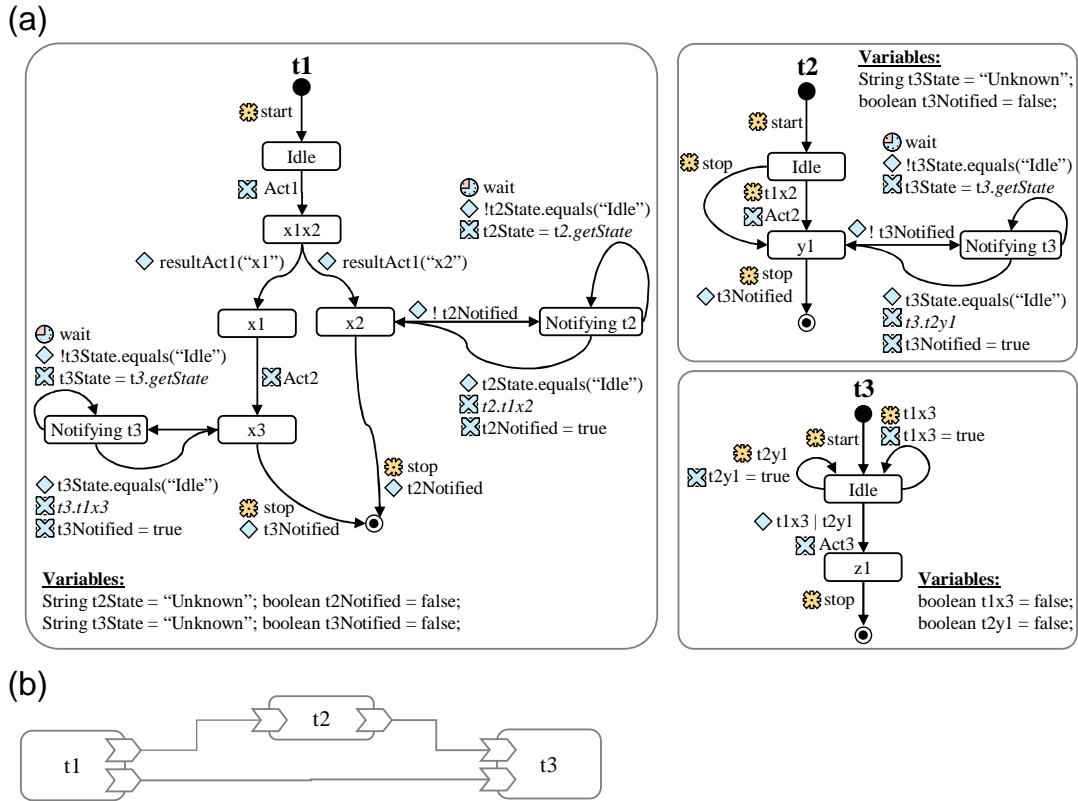 (a)
t1
start
Idle
Act1
x1x2
resultAct1(“x1”)
resultAct1(“x2”)
wait
!t2State.equals(“Idle”)
t2State = t2.getState
x1
x2
! t2Notified
Notifying t2
wait
!t3State.equals(“Idle”)
t3State = t3.getState
Act2
t2State.equals(“Idle”)
t2.t1x2
t2Notified = true
Notifying t3
x3
t3State.equals(“Idle”)
t3.t1x3
t3Notified = true
stop
t3Notified
stop
t2Notified
Variables:
String t2State = “Unknown”; boolean t2Notified = false;
String t3State = “Unknown”; boolean t3Notified = false;
t2
Variables:
String t3State = “Unknown”;
boolean t3Notified = false;
start
stop
Idle
t1x2
Act2
wait
!t3State.equals(“Idle”)
t3State = t3.getState
y1
! t3Notified
Notifying t3
stop
t3Notified
t3State.equals(“Idle”)
t3.t2y1
t3Notified = true
t3
start
t1x3
t1x3 = true
t2y1
t2y1 = true
Idle
t1x3 | t2y1
Act3
z1
stop
Variables:
boolean t1x3 = false;
boolean t2y1 = false;
(b)
t1
t2
t3